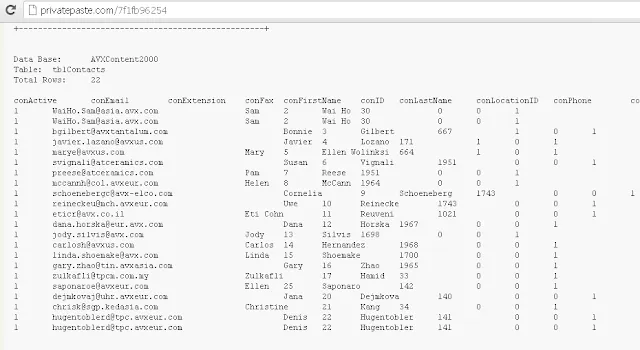 privatepaste.com/7f1fb96254
+-----------------------------------------------+
Data Base: AVXContent2000
Table: tblContacts
Total Rows: 22
conActive conEmail conExtension conFax conFirstName conID conLastName conLocationID conPhone co
1 WaiHo.Sam@asia.avx.com Sam 2 Wai Ho 30 0 0 1
1 WaiHo.Sam@asia.avx.com Sam 2 Wai Ho 30 0 0 1
1 bgilbert@avxtantalum.com Bonnie 3 Gilbert 667 1 0 1
1 javier.lozano@avxus.com Javier 4 Lozano 171 1 0 1
1 marye@avxus.com Mary 5 Ellen Wolinksi 664 1 0 1
1 svignali@atceramics.com Susan 6 Vignali 1951 0 0 1
1 preese@atceramics.com Pam 7 Reese 1951 0 0 1
1 mccannh@col.avxeur.com Helen 8 McCann 1964 0 0 1
1 schoenebergc@avx-elco.com Cornelia 9 Schoeneberg 1743 0 0 1
1 reineckeu@mch.avxeur.com Uwe 10 Reinecke 1743 0 0 1
1 eticr@avx.co.il Eti Cohn 11 Reuveni 1021 0 0 1
1 dana.horska@eur.avx.com Dana 12 Horska 1967 0 0 1
1 jody.silvis@avx.com Jody 13 Silvis 1698 0 0 1
1 carlosh@avxus.com Carlos 14 Hernandez 1968 0 0 1
1 linda.shoemake@avx.com Linda 15 Shoemake 1700 0 0 1
1 gary.zhao@tin.avxasia.com Gary 16 Zhao 1965 0 0 1
1 zulkafli@tpcm.com.my Zulkafli 17 Hamid 33 0 0 1
1 saponaroe@avxeur.com Ellen 25 Saponaro 142 0 0 1
1 dejmkovaj@uhr.avxeur.com Jana 20 Dejmkova 140 0 0 1
1 chrisk@sgp.kedasia.com Christine 21 Kang 34 0 0 1
1 hugentoblerd@tpc.avxeur.com Denis 22 Hugentobler 141 0 0 1
1 hugentoblerd@tpc.avxeur.com Denis 22 Hugentobler 141 0 0 1